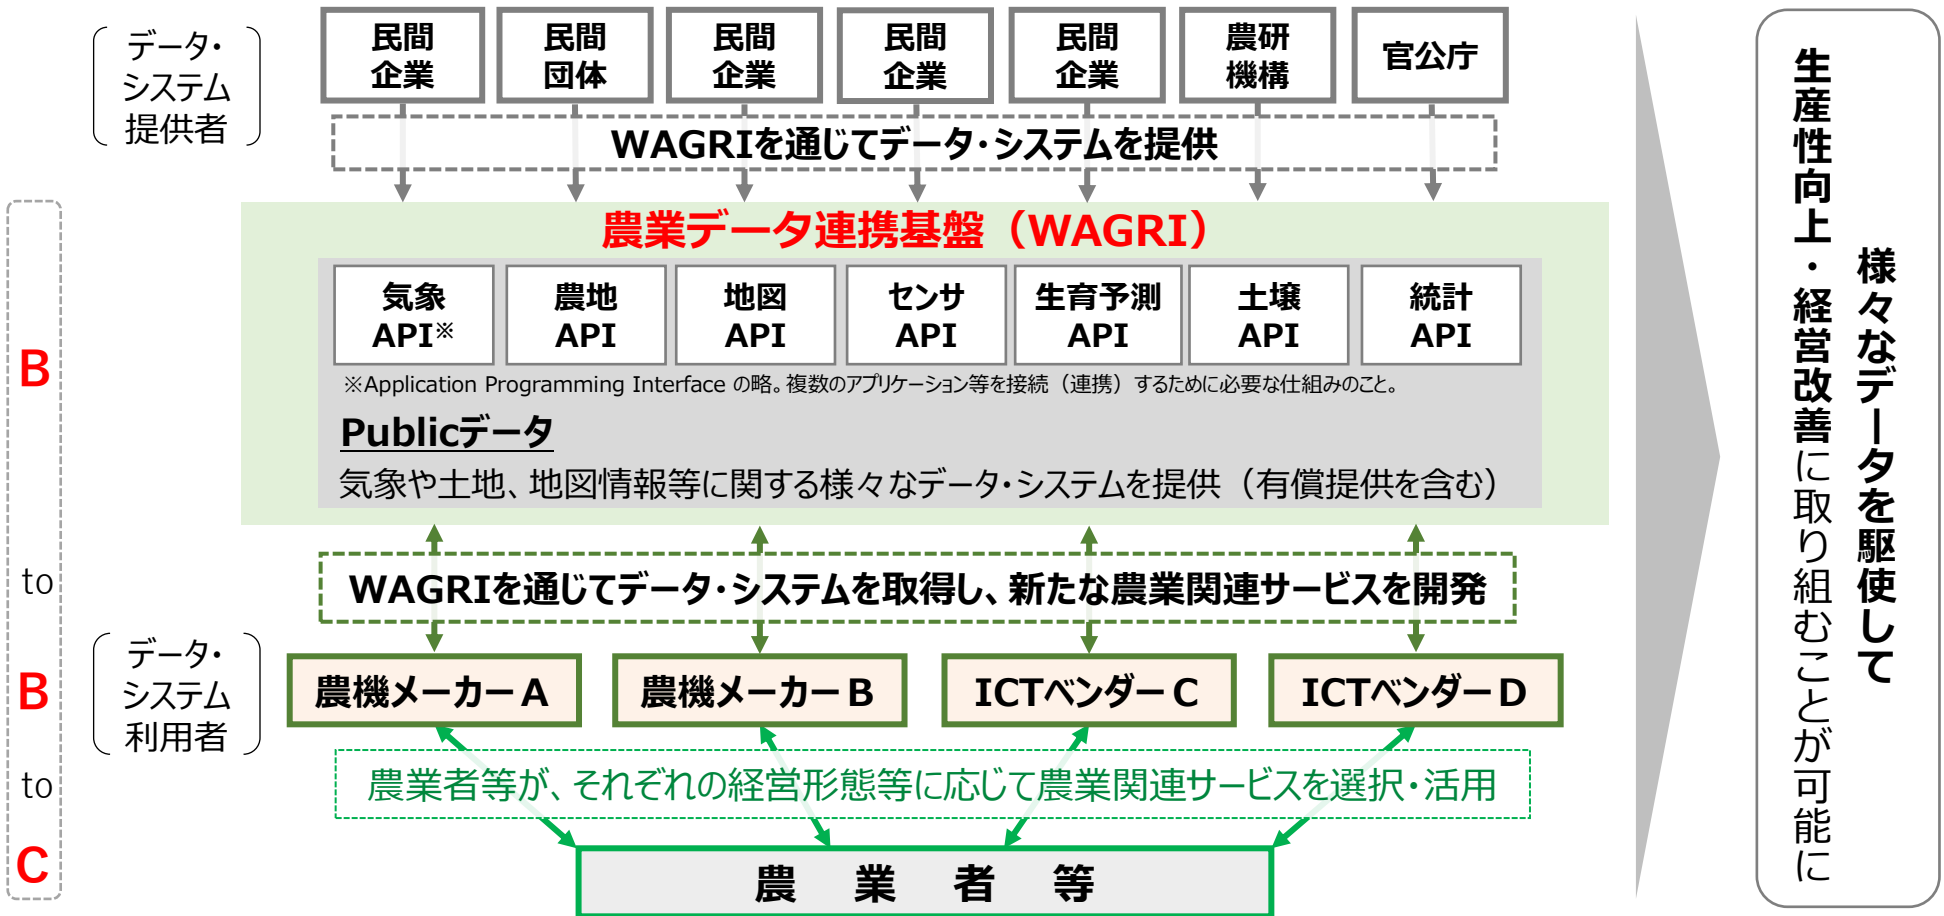 データ・
システム
提供者
民間
企業
民間
団体
民間
企業
民間
企業
民間
企業
農研
機構
官公庁
WAGRIを通じてデータ・システムを提供
農業データ連携基盤（WAGRI）
気象
API※
農地
API
地図
API
センサ
API
生育予測
API
土壌
API
統計
API
※Application Programming Interface の略。複数のアプリケーション等を接続（連携）するために必要な仕組みのこと。
Publicデータ
気象や土地、地図情報等に関する様々なデータ・システムを提供（有償提供を含む）
WAGRIを通じてデータ・システムを取得し、新たな農業関連サービスを開発
データ・
システム
利用者
農機メーカーA
農機メーカーB
ICTベンダーC
ICTベンダーD
農業者等が、それぞれの経営形態等に応じて農業関連サービスを選択・活用
農業者等
B
to
B
to
C
様々なデータを駆使して
生産性向上・経営改善に取り組むことが可能に